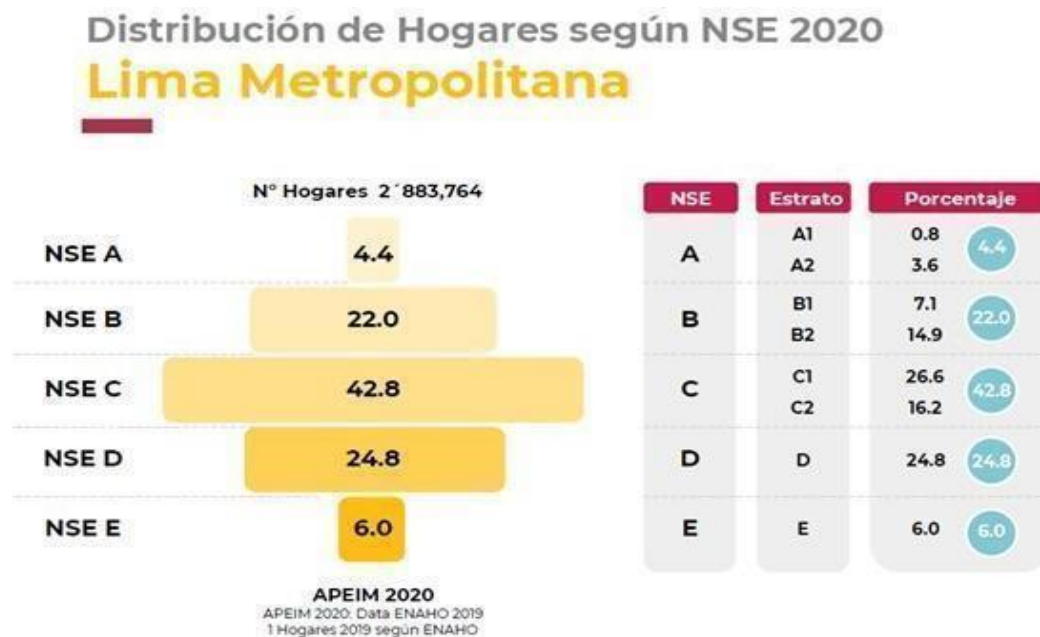 Distribución de Hogares según NSE 2020
Lima Metropolitana
N° Hogares 2´883,764
NSE A 4.4
NSE B 22.0
NSE C 42.8
NSE D 24.8
NSE E 6.0
APEIM 2020
APEIM 2020: Data ENAHO 2019
1 Hogares 2019 según ENAHO
NSE Estrato Porcentaje
A1 0.8
A 4.4
A2 3.6
B1 7.1
B 22.0
B2 14.9
C1 26.6
C 42.8
C2 16.2
D D 24.8 24.8
E E 6.0 6.0